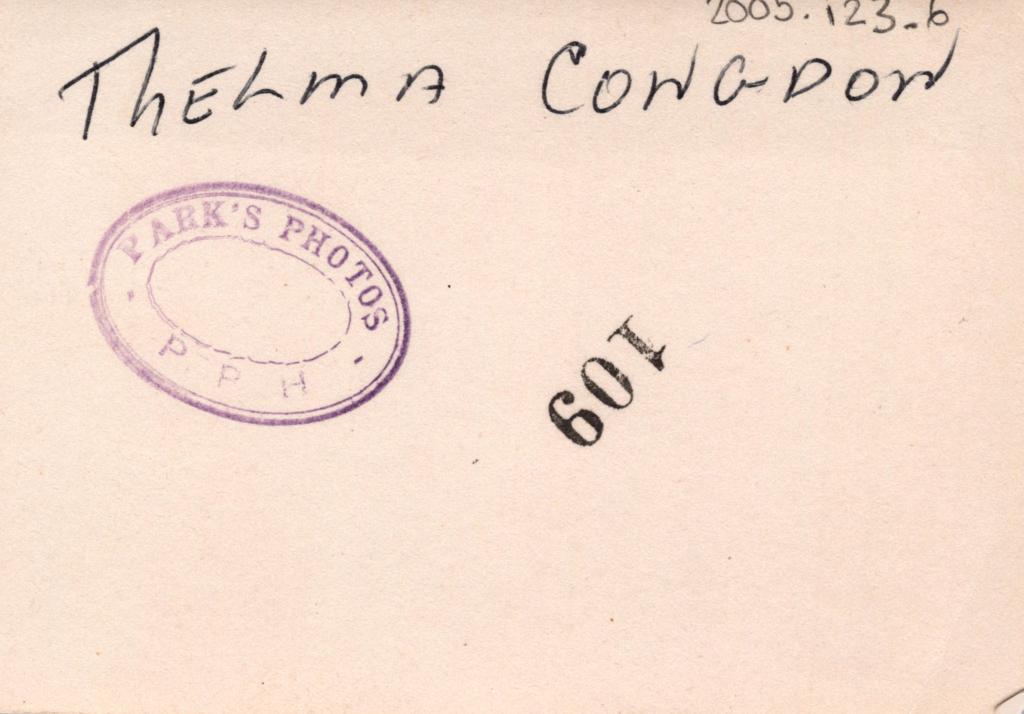 2005.123-6
THELMA CONGDON
PARK'S PHOTOS
- P P H -
109